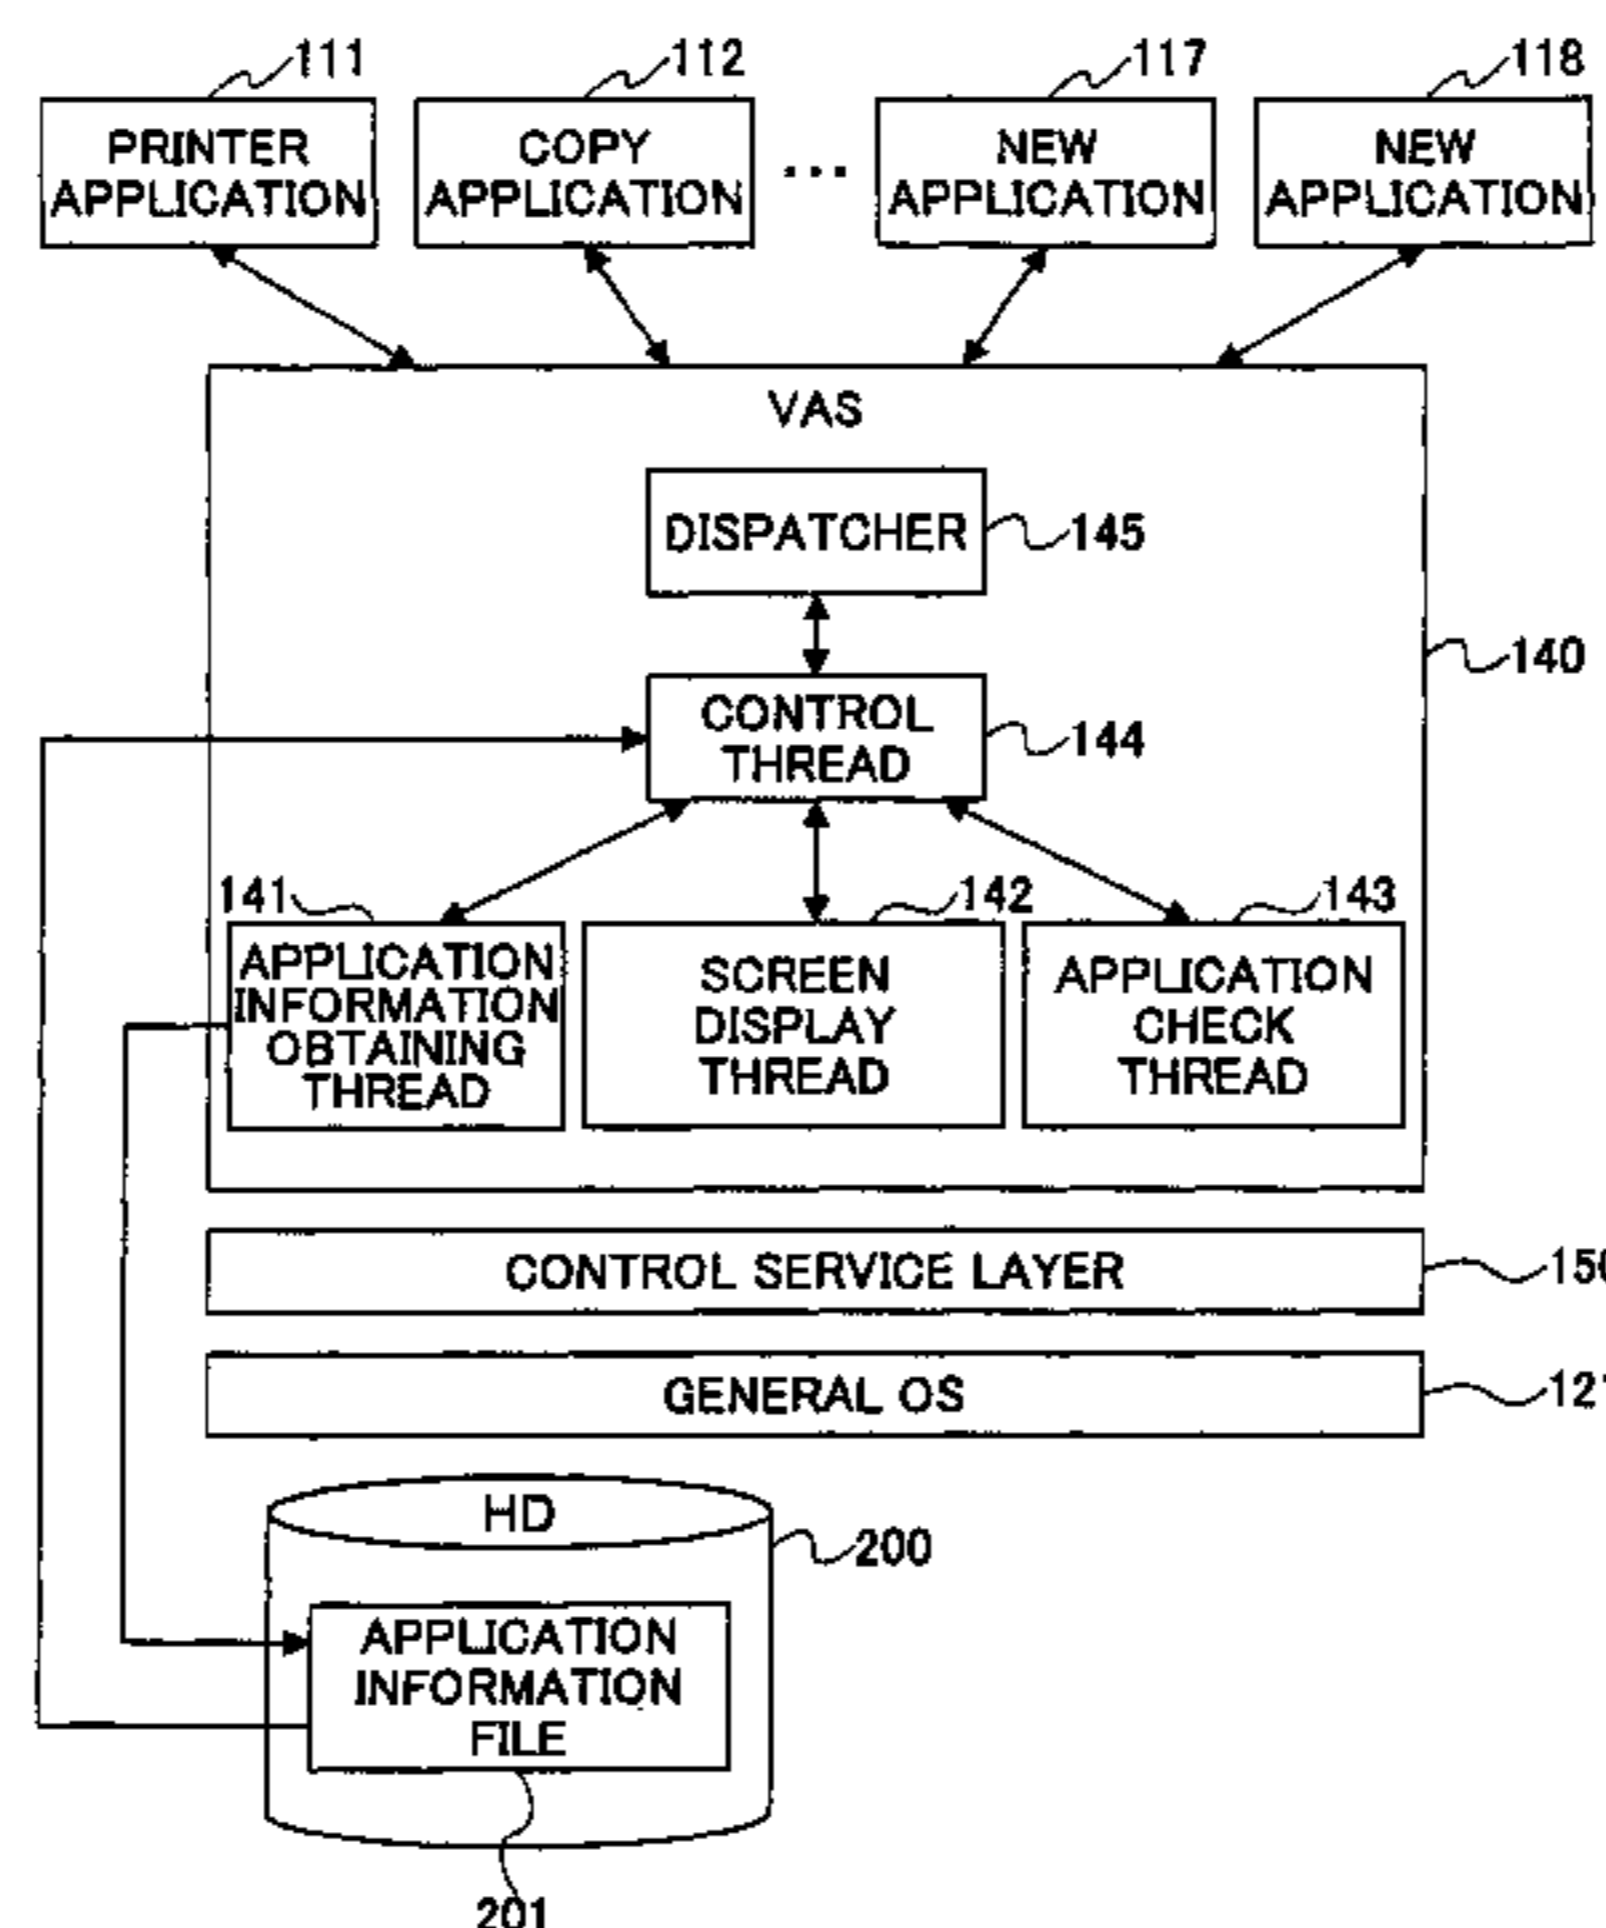 111
112
117
118
PRINTER
APPLICATION
COPY
APPLICATION
...
NEW
APPLICATION
NEW
APPLICATION
VAS
DISPATCHER
145
140
CONTROL
THREAD
144
141
142
143
APPLICATION
INFORMATION
OBTAINING
THREAD
SCREEN
DISPLAY
THREAD
APPLICATION
CHECK
THREAD
CONTROL SERVICE LAYER
GENERAL OS
HD
200
APPLICATION
INFORMATION
FILE
201